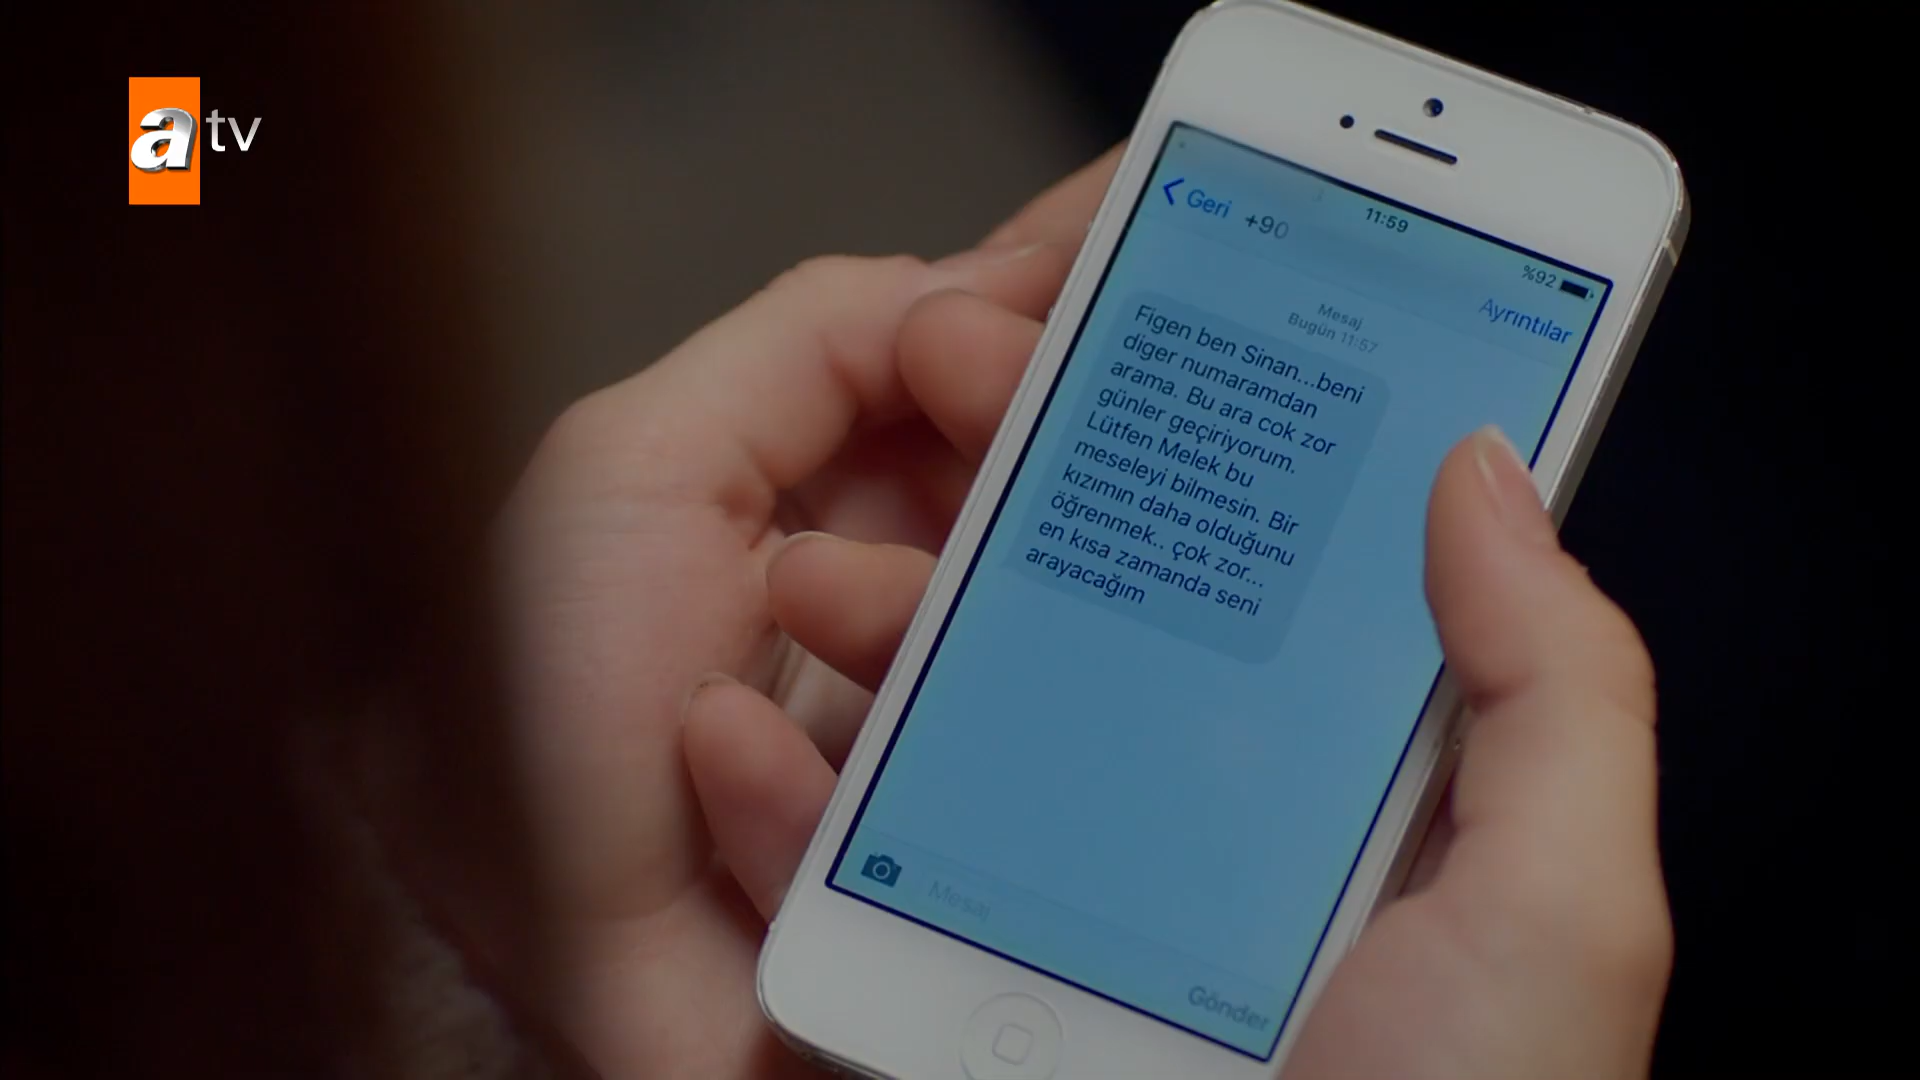 atv
Geri
+90
11:59
%92
Ayrıntılar
Mesaj
Bugün 11:57
Figen ben Sinan...beni
diger numaramdan
arama. Bu ara cok zor
günler geçiriyorum.
Lütfen Melek bu
meseleyi bilmesin. Bir
kızımın daha olduğunu
öğrenmek.. çok zor...
en kısa zamanda seni
arayacağım
Mesaj
Gönder